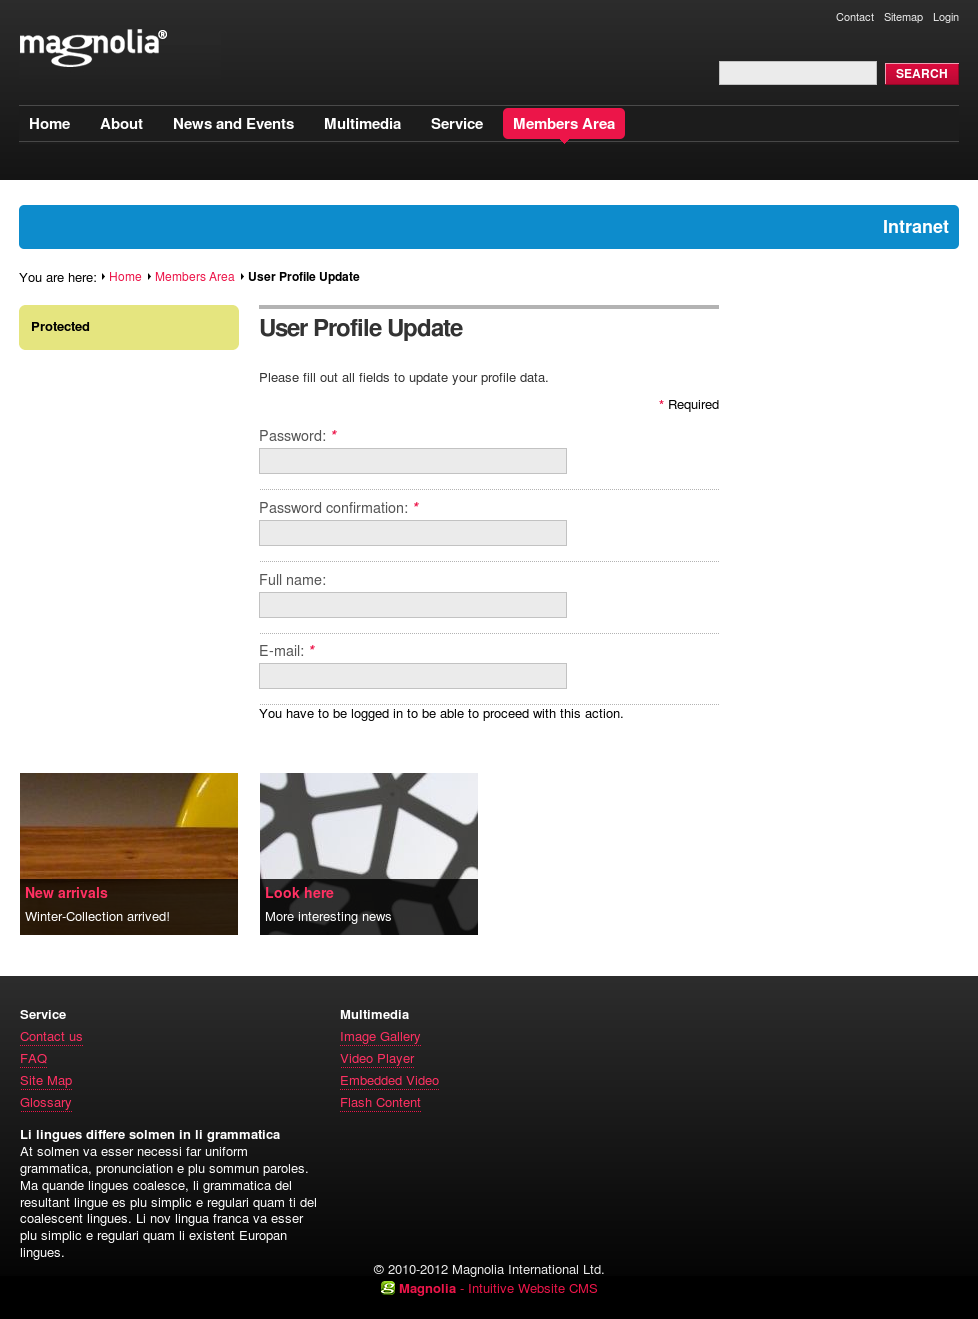 Contact Sitemap Login
magnolia®
SEARCH
Home About News and Events Multimedia Service Members Area
Intranet
You are here: Home Members Area User Profile Update
Protected
User Profile Update
Please fill out all fields to update your profile data.
* Required
Password: *
Password confirmation: *
Full name:
E-mail: *
You have to be logged in to be able to proceed with this action.
New arrivals
Winter-Collection arrived!
Look here
More interesting news
Service
Contact us
FAQ
Site Map
Glossary
Multimedia
Image Gallery
Video Player
Embedded Video
Flash Content
Li lingues differe solmen in li grammatica
At solmen va esser necessi far uniform
grammatica, pronunciation e plu sommun paroles.
Ma quande lingues coalesce, li grammatica del
resultant lingue es plu simplic e regulari quam ti del
coalescent lingues. Li nov lingua franca va esser
plu simplic e regulari quam li existent Europan
lingues.
© 2010-2012 Magnolia International Ltd.
Magnolia - Intuitive Website CMS